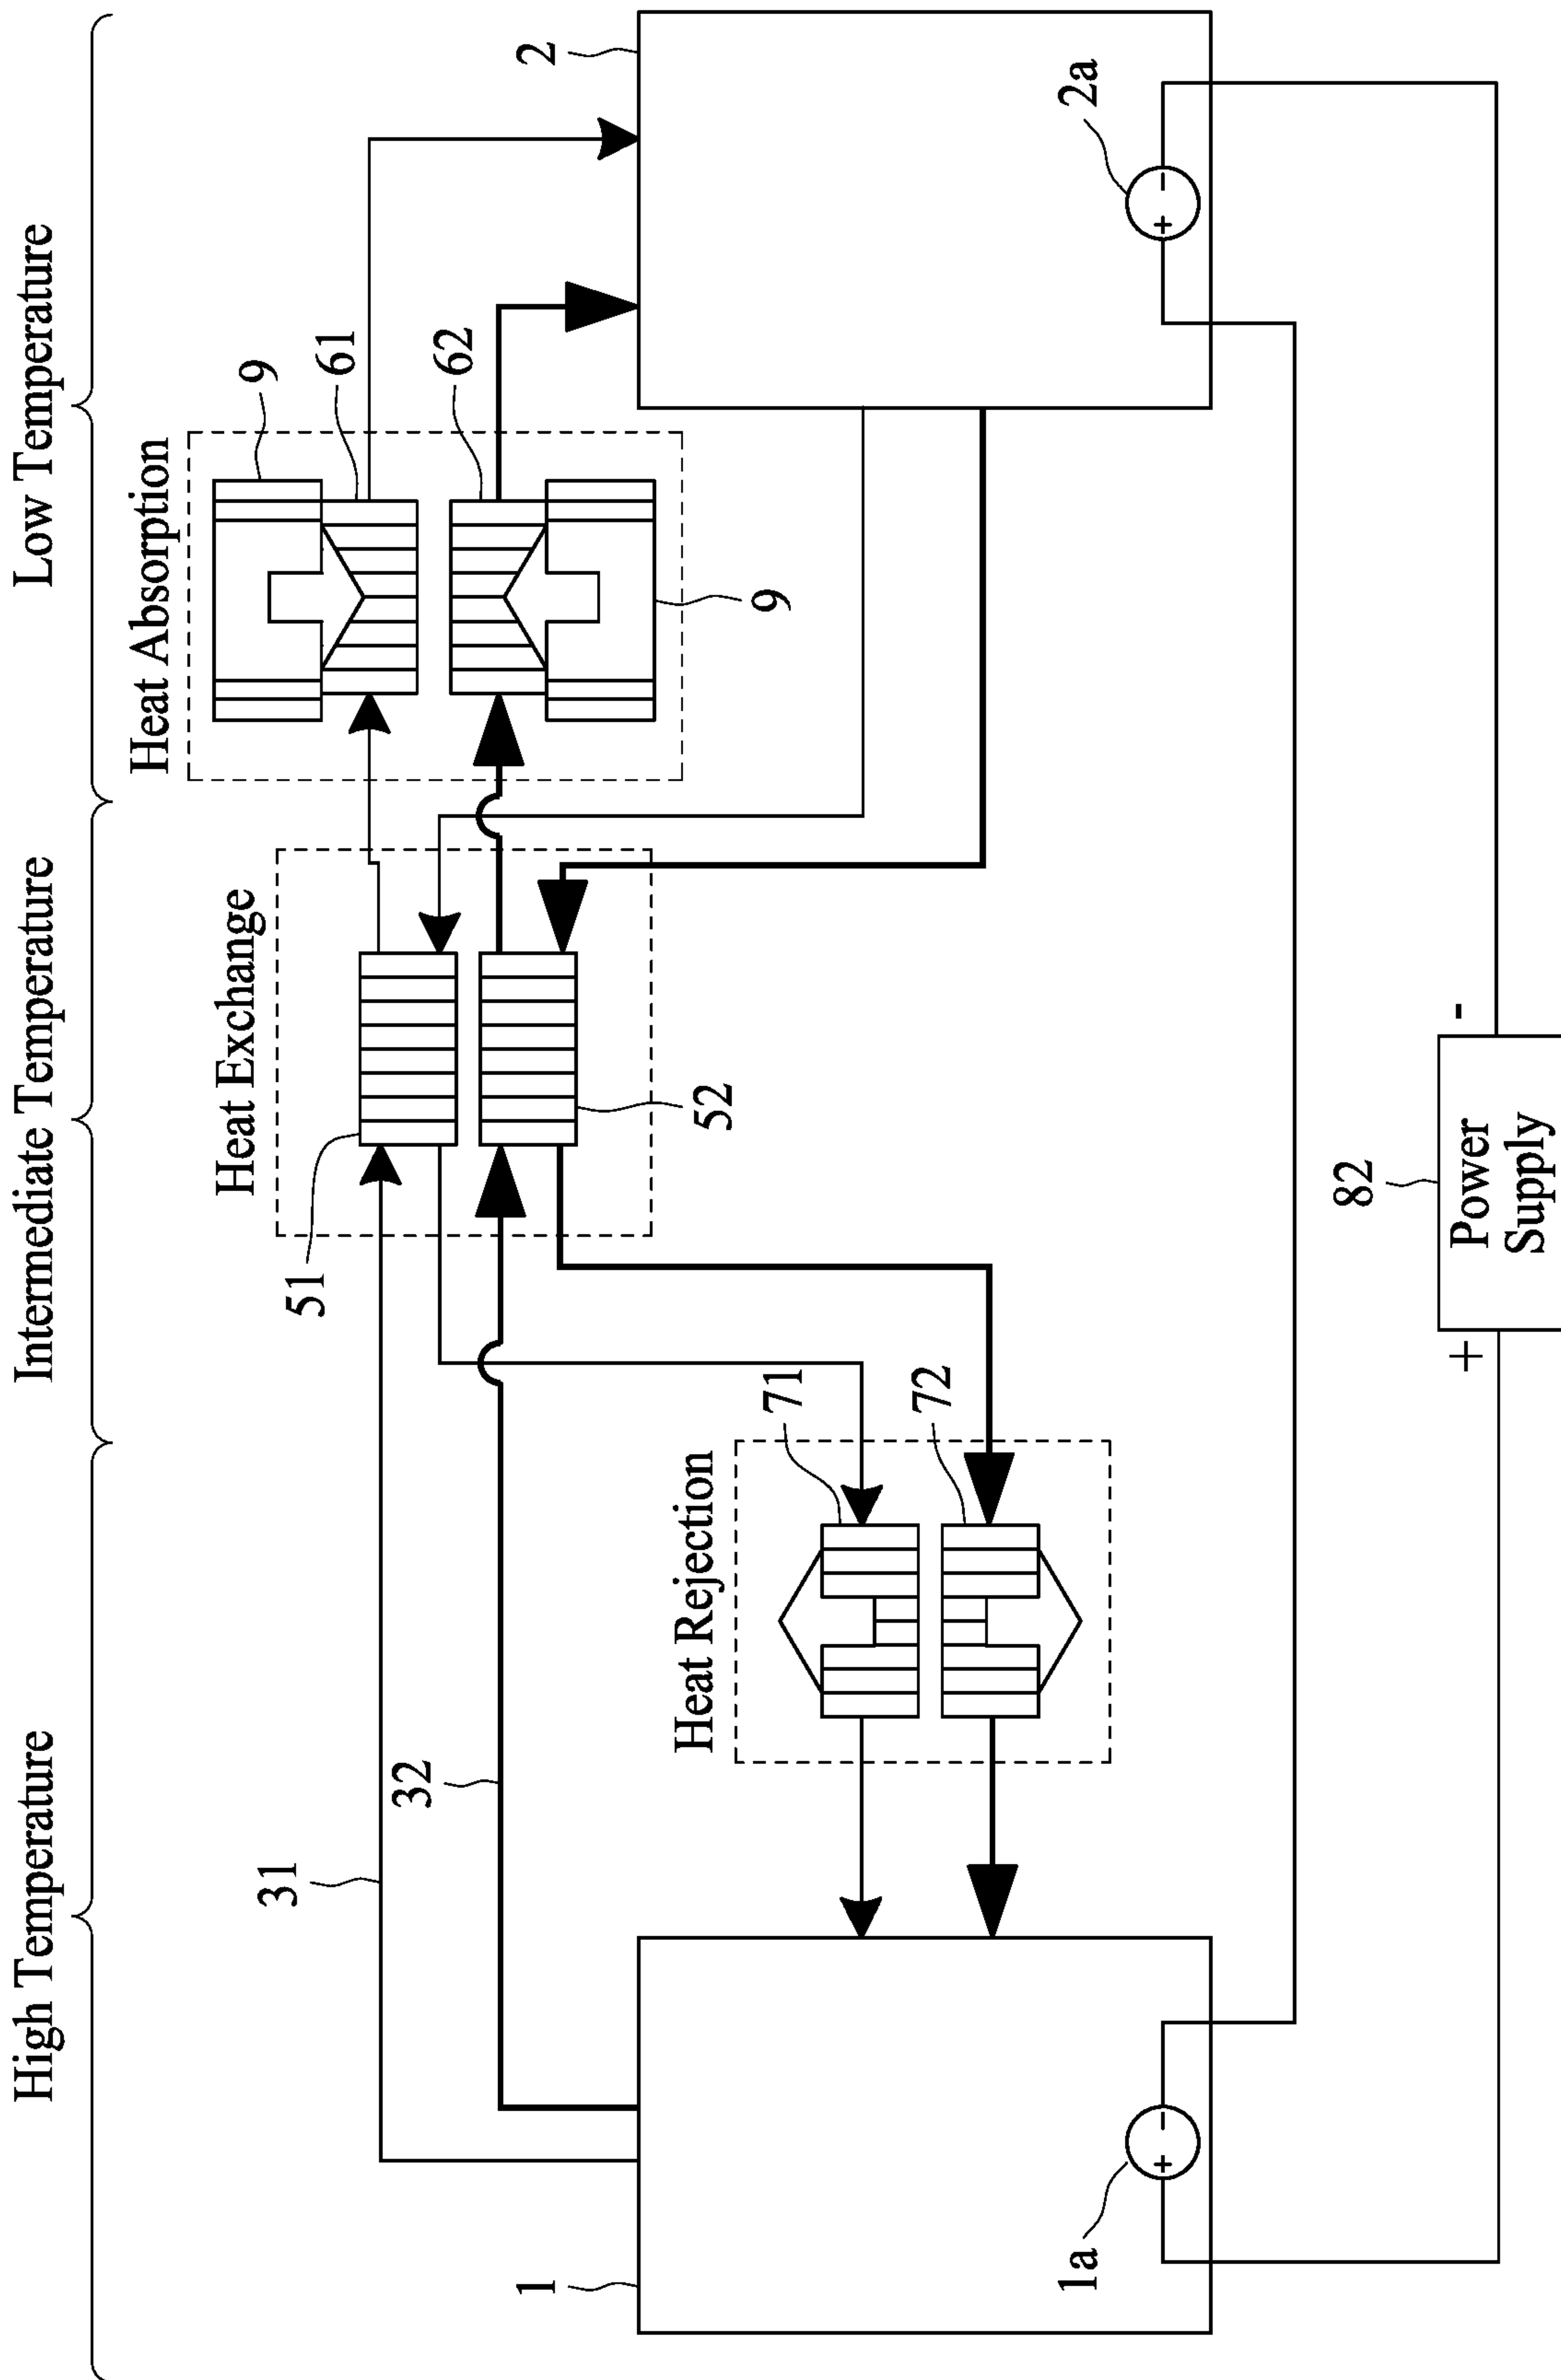 High Temperature
Intermediate Temperature
Low Temperature
Heat Absorption
Heat Exchange
9
61
62
9
2
51
52
31
32
Heat Rejection
71
72
1
1a
+ -
2a
+ -
82
+
-
Power
Supply